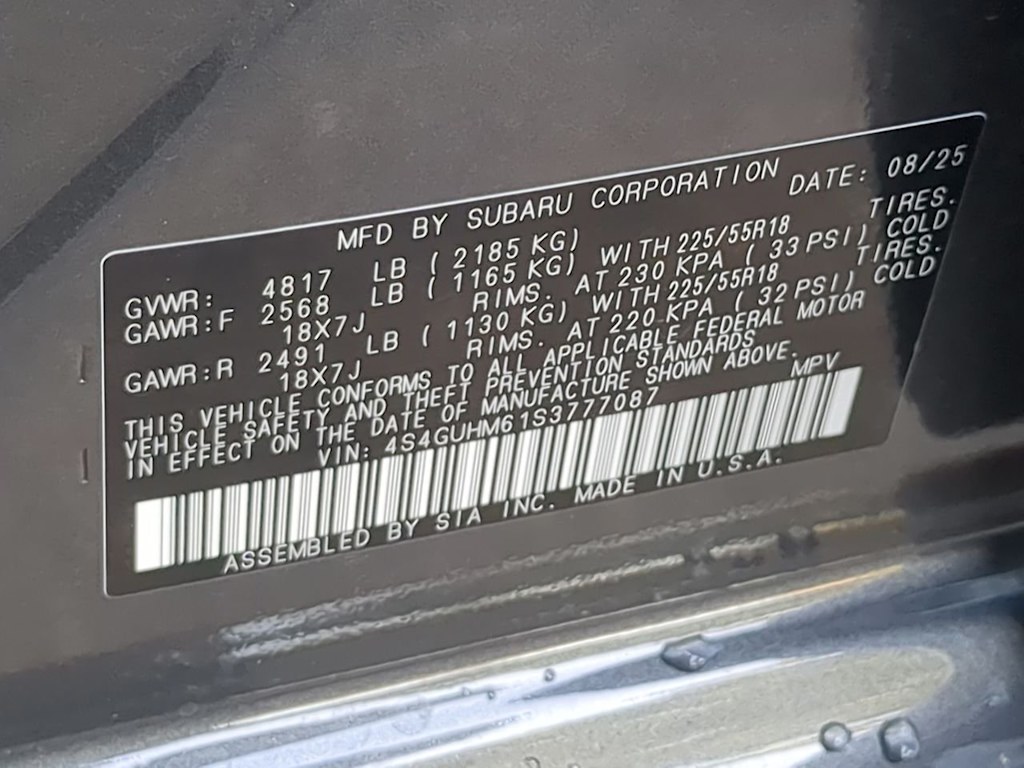 MFD BY SUBARU CORPORATION DATE: 08/25
GVWR: 4817 LB (2185 KG)
GAWR:F 2568 LB (1165 KG) WITH 225/55R18 TIRES.
18X7J RIMS. AT 230 KPA (33 PSI) COLD
GAWR:R 2491 LB (1130 KG) WITH 225/55R18 TIRES.
18X7J RIMS. AT 220 KPA (32 PSI) COLD
THIS VEHICLE CONFORMS TO ALL APPLICABLE FEDERAL MOTOR
VEHICLE SAFETY AND THEFT PREVENTION STANDARDS
IN EFFECT ON THE DATE OF MANUFACTURE SHOWN ABOVE.
VIN: 4S4GUHM61S3777087 MPV
ASSEMBLED BY SIA INC. MADE IN U.S.A.